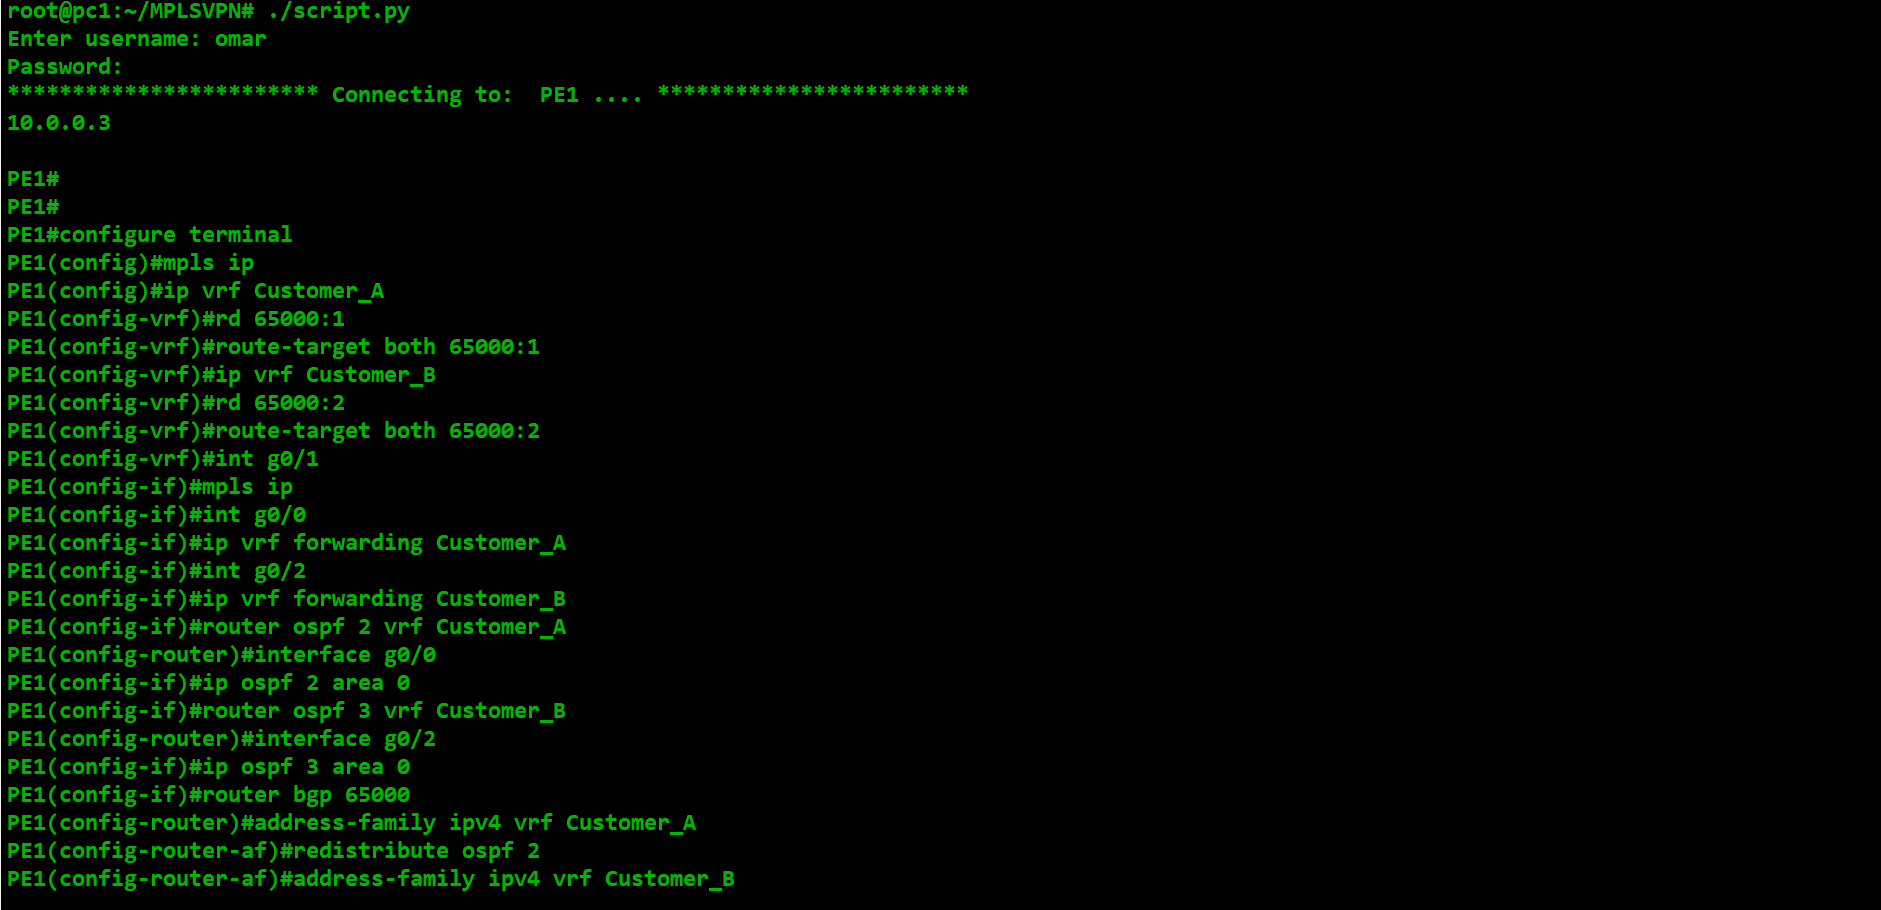 root@pc1:~/MPLSVPN# ./script.py
Enter username: omar
Password:
************************ Connecting to:  PE1 .... ************************
10.0.0.3
PE1#
PE1#
PE1#configure terminal
PE1(config)#mpls ip
PE1(config)#ip vrf Customer_A
PE1(config-vrf)#rd 65000:1
PE1(config-vrf)#route-target both 65000:1
PE1(config-vrf)#ip vrf Customer_B
PE1(config-vrf)#rd 65000:2
PE1(config-vrf)#route-target both 65000:2
PE1(config-vrf)#int g0/1
PE1(config-if)#mpls ip
PE1(config-if)#int g0/0
PE1(config-if)#ip vrf forwarding Customer_A
PE1(config-if)#int g0/2
PE1(config-if)#ip vrf forwarding Customer_B
PE1(config-if)#router ospf 2 vrf Customer_A
PE1(config-router)#interface g0/0
PE1(config-if)#ip ospf 2 area 0
PE1(config-if)#router ospf 3 vrf Customer_B
PE1(config-router)#interface g0/2
PE1(config-if)#ip ospf 3 area 0
PE1(config-if)#router bgp 65000
PE1(config-router)#address-family ipv4 vrf Customer_A
PE1(config-router-af)#redistribute ospf 2
PE1(config-router-af)#address-family ipv4 vrf Customer_B